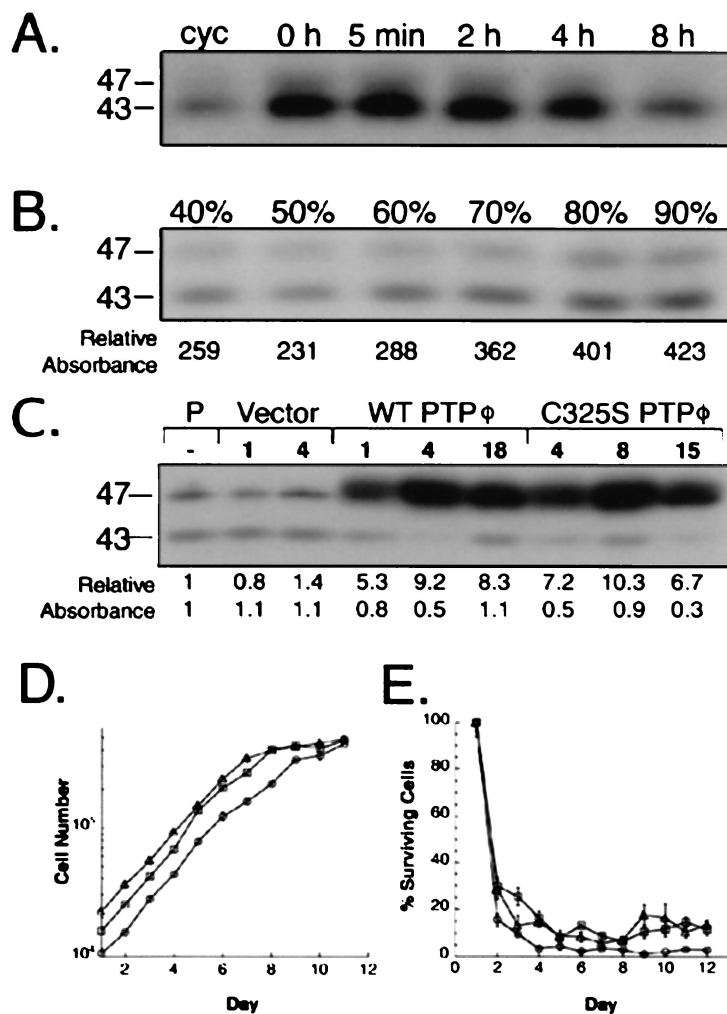 A.
cyc 0 h 5 min 2 h 4 h 8 h
47–
43–
B.
40% 50% 60% 70% 80% 90%
47–
43–
Relative Absorbance 259 231 288 362 401 423
C.
P Vector WT PTPφ C325S PTPφ
- 1 4 1 4 18 4 8 15
47–
43–
Relative 1 0.8 1.4 5.3 9.2 8.3 7.2 10.3 6.7
Absorbance 1 1.1 1.1 0.8 0.5 1.1 0.5 0.9 0.3
D.
Cell Number
10⁴
2 4 6 8 10 12
Day
E.
% Surviving Cells
100
80
60
40
20
0
0 2 4 6 8 10 12
Day